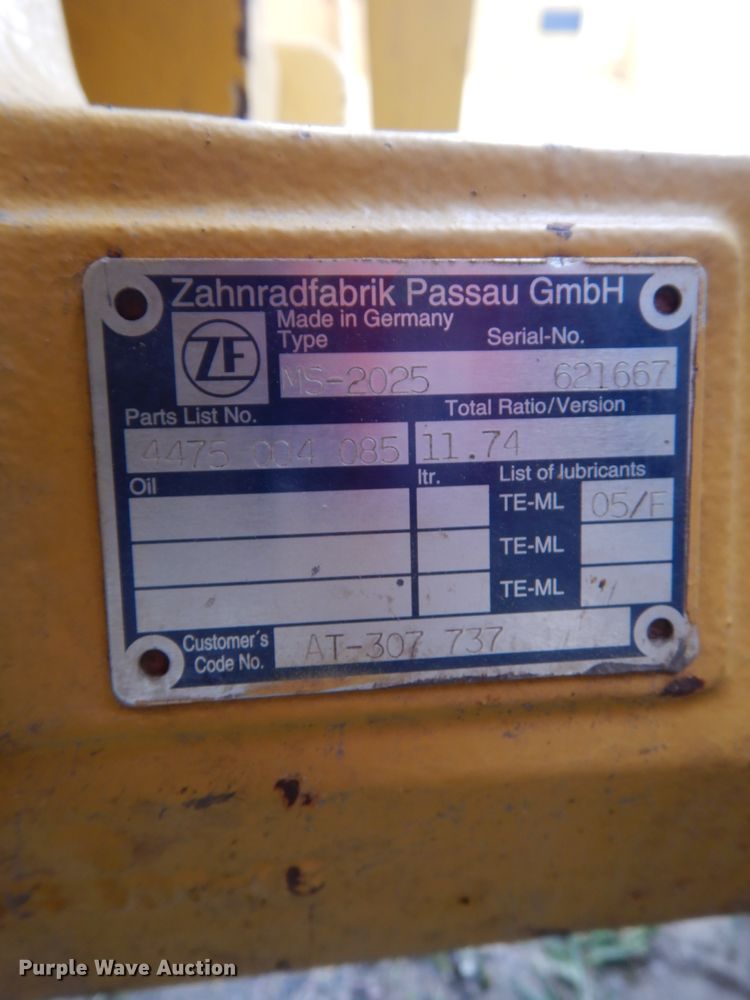 Zahnradfabrik Passau GmbH
Made in Germany
ZF
Type Serial-No.
MS-2025 621667
Parts List No. Total Ratio/Version
4475 004 085 11.74
Oil ltr. List of lubricants
TE-ML 05/F
TE-ML
TE-ML
Customer's
Code No. AT-307 737
Purple Wave Auction